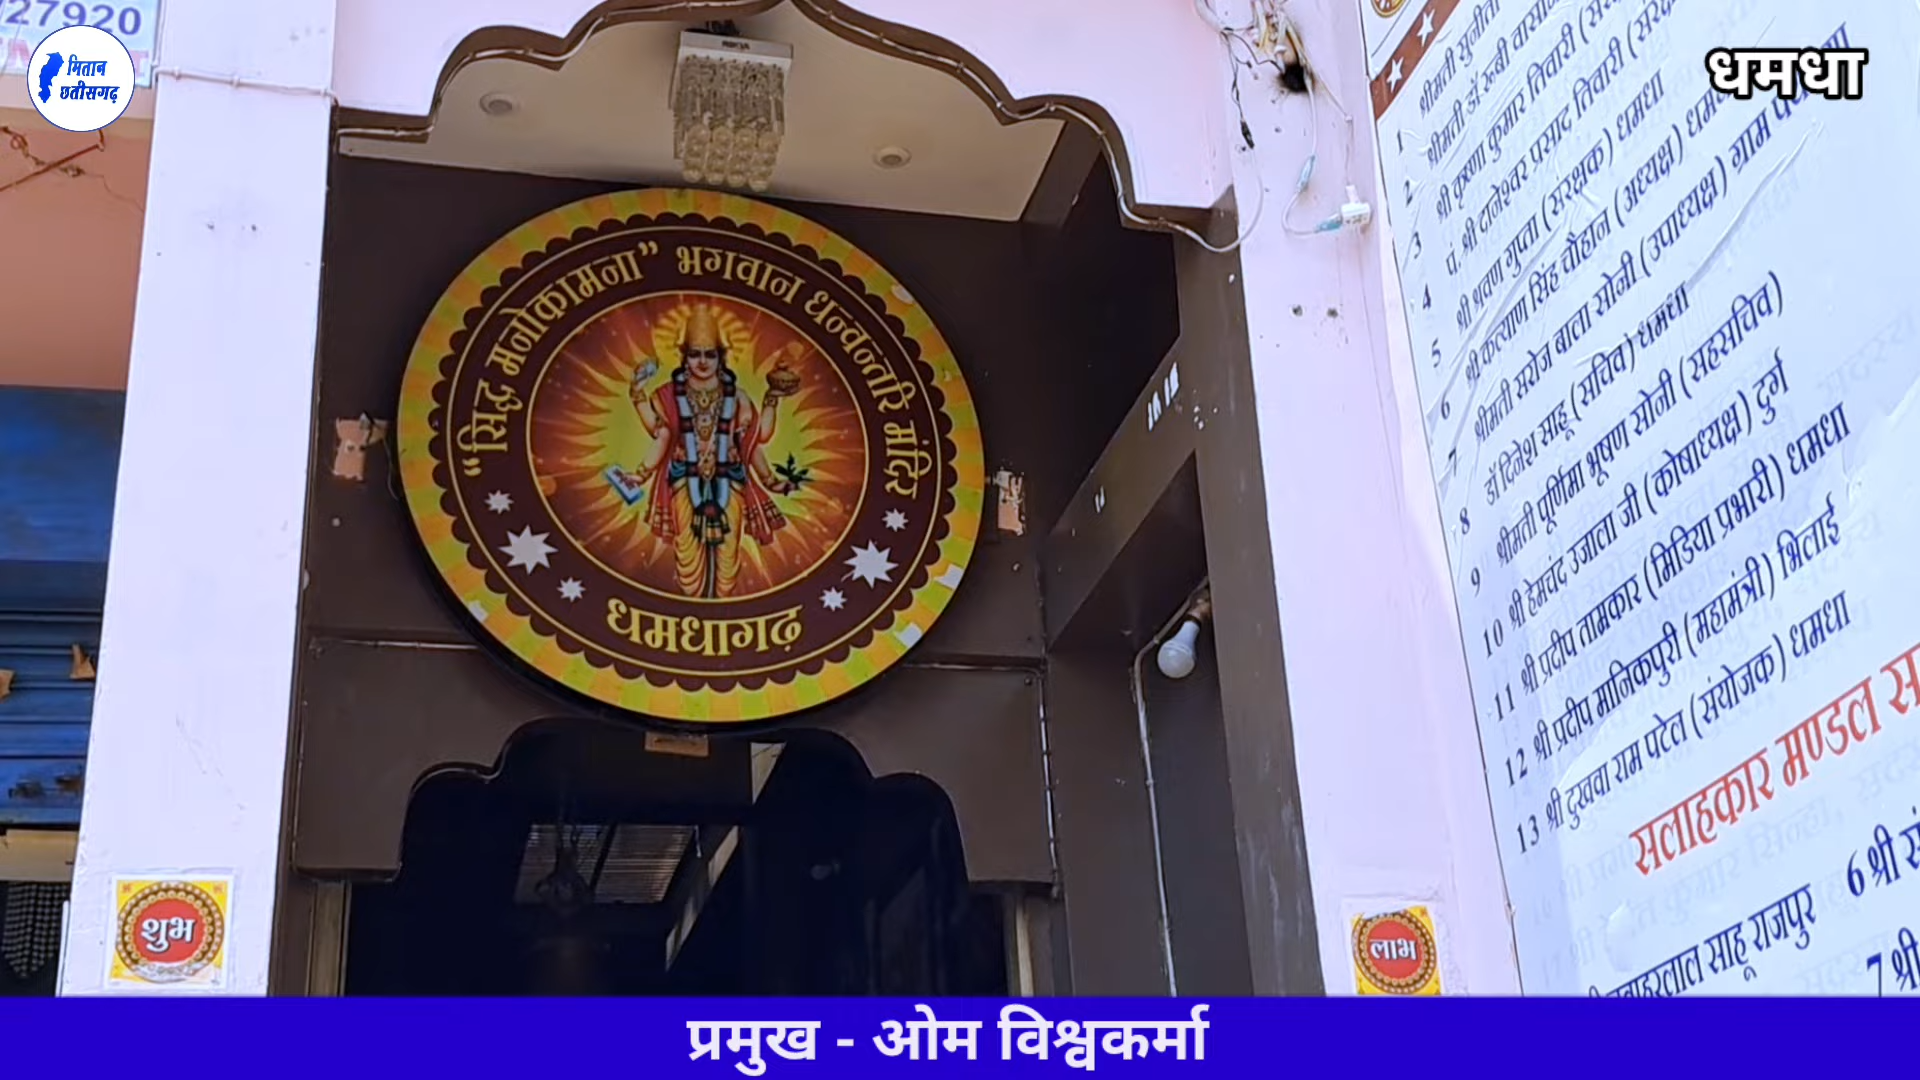 27920
मितान
छत्तीसगढ़
धमधा
"सिद्ध मनोकामना" भगवान धन्वन्तरि मंदिर
धमधागढ़
1 श्रीमती सुनीता
2 श्रीमती डॉ रूबी
3 श्री कृष्णा कुमार तिवारी
4 पं. श्री दानेश्वर प्रसाद तिवारी
5 श्री श्रवण गुप्ता (संरक्षक) धमधा
6 श्री कल्याण सिंह चौहान (अध्यक्ष)
7 श्रीमती सरोज बाला सोनी (उपाध्यक्ष) ग्राम
8 डॉ दिनेश साहू (सचिव) धमधा
9 श्रीमती पूर्णिमा भूषण सोनी (सहसचिव)
10 श्री हेमचंद उजाला जी (कोषाध्यक्ष) दुर्ग
11 श्री प्रदीप ताम्रकार (मिडिया प्रभारी) धमधा
12 श्री प्रदीप मानिकपुरी (महामंत्री) भिलाई
13 श्री दुखवा राम पटेल (संयोजक) धमधा
सलाहकार मण्डल
साहू राजपुर
6 श्री
7 श्री
शुभ
लाभ
प्रमुख - ओम विश्वकर्मा